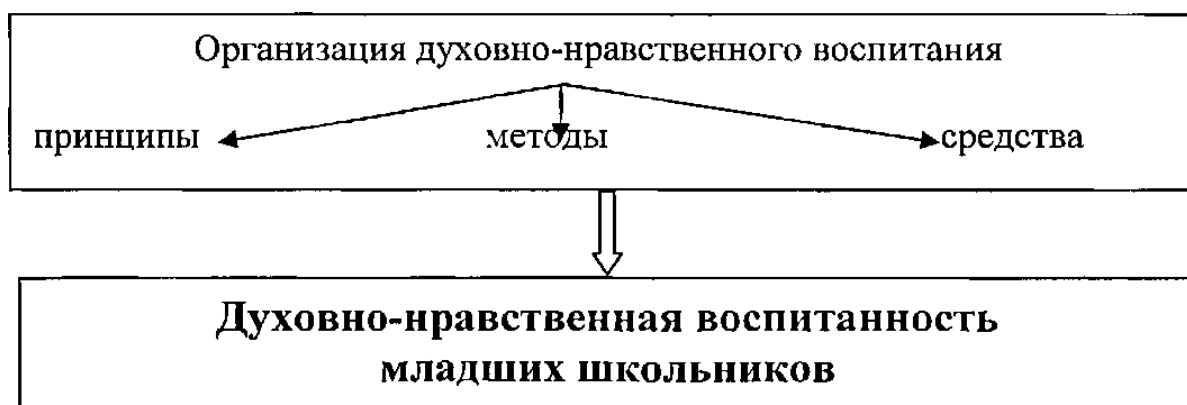 Организация духовно-нравственного воспитания
принципы методы средства
Духовно-нравственная воспитанность
младших школьников